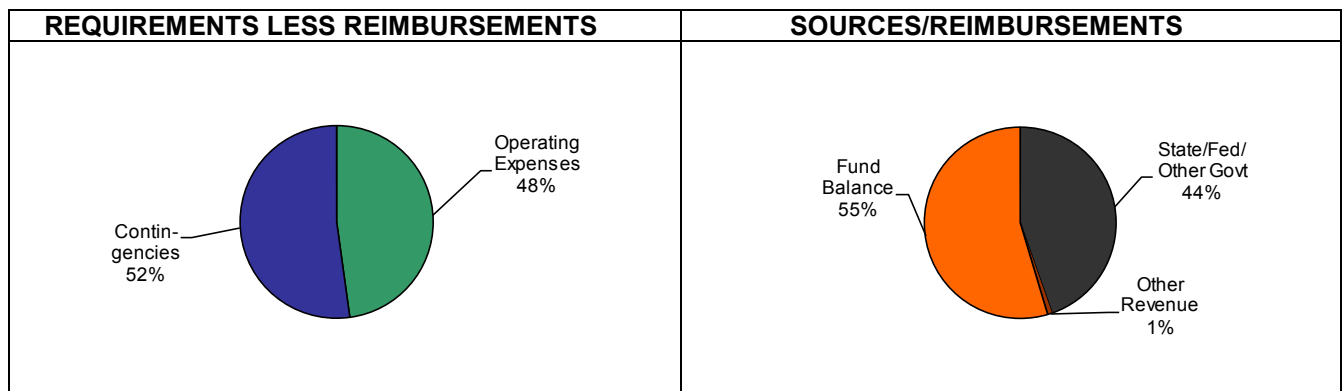 REQUIREMENTS LESS REIMBURSEMENTS
Operating
Expenses
48%
Contin-
gencies
52%
SOURCES/REIMBURSEMENTS
Fund
Balance
55%
State/Fed/
Other Govt
44%
Other
Revenue
1%